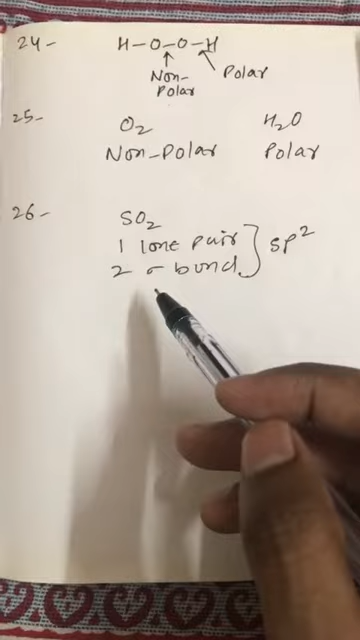 24- H-O-O-H
Non-Polar Polar
25- O₂ H₂O
Non-Polar Polar
26- SO₂
1 lone pair } SP²
2 σ bond